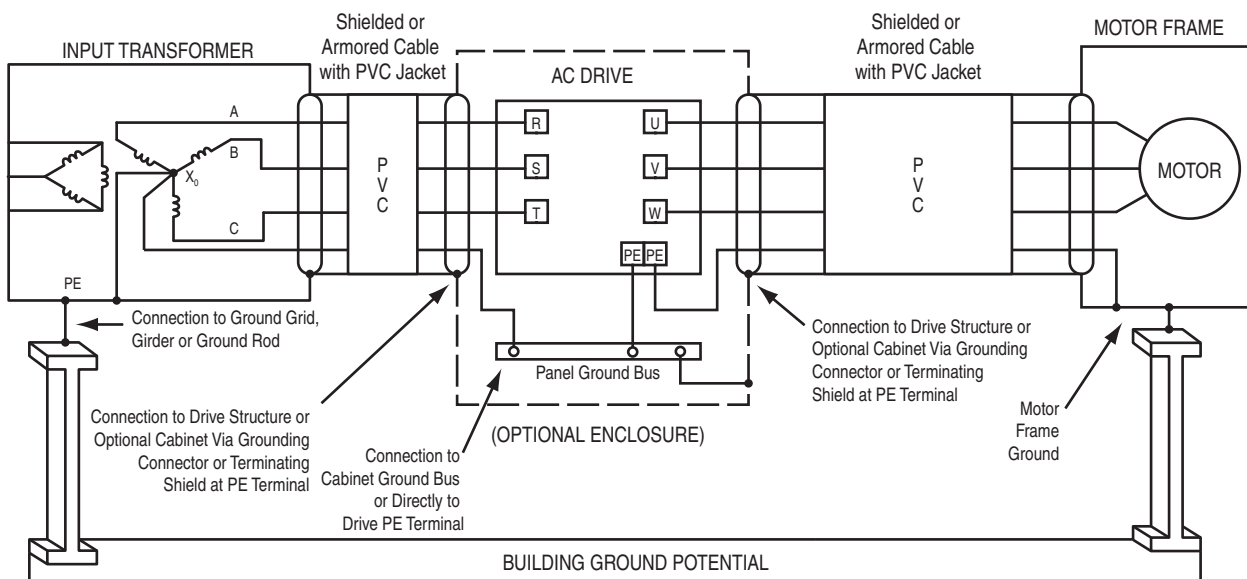 INPUT TRANSFORMER
Shielded or
Armored Cable
with PVC Jacket
AC DRIVE
Shielded or
Armored Cable
with PVC Jacket
MOTOR FRAME
A
B
C
X0
PE
P
V
C
R
S
T
U
V
W
PE
PE
P
V
C
MOTOR
Connection to Ground Grid,
Girder or Ground Rod
Panel Ground Bus
(OPTIONAL ENCLOSURE)
Connection to Drive Structure or
Optional Cabinet Via Grounding
Connector or Terminating
Shield at PE Terminal
Connection to
Cabinet Ground Bus
or Directly to
Drive PE Terminal
Connection to Drive Structure or
Optional Cabinet Via Grounding
Connector or Terminating
Shield at PE Terminal
Motor
Frame
Ground
BUILDING GROUND POTENTIAL